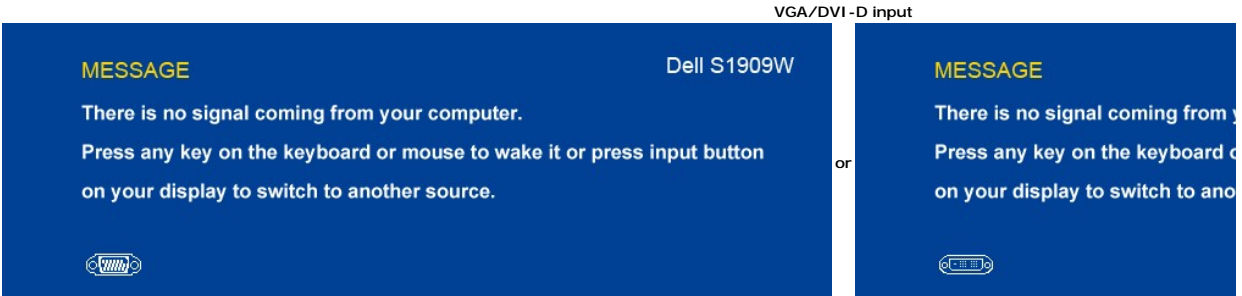 VGA/DVI-D input
MESSAGE
Dell S1909W
There is no signal coming from your computer.
Press any key on the keyboard or mouse to wake it or press input button
on your display to switch to another source.
or
MESSAGE
There is no signal coming from
Press any key on the keyboard
on your display to switch to